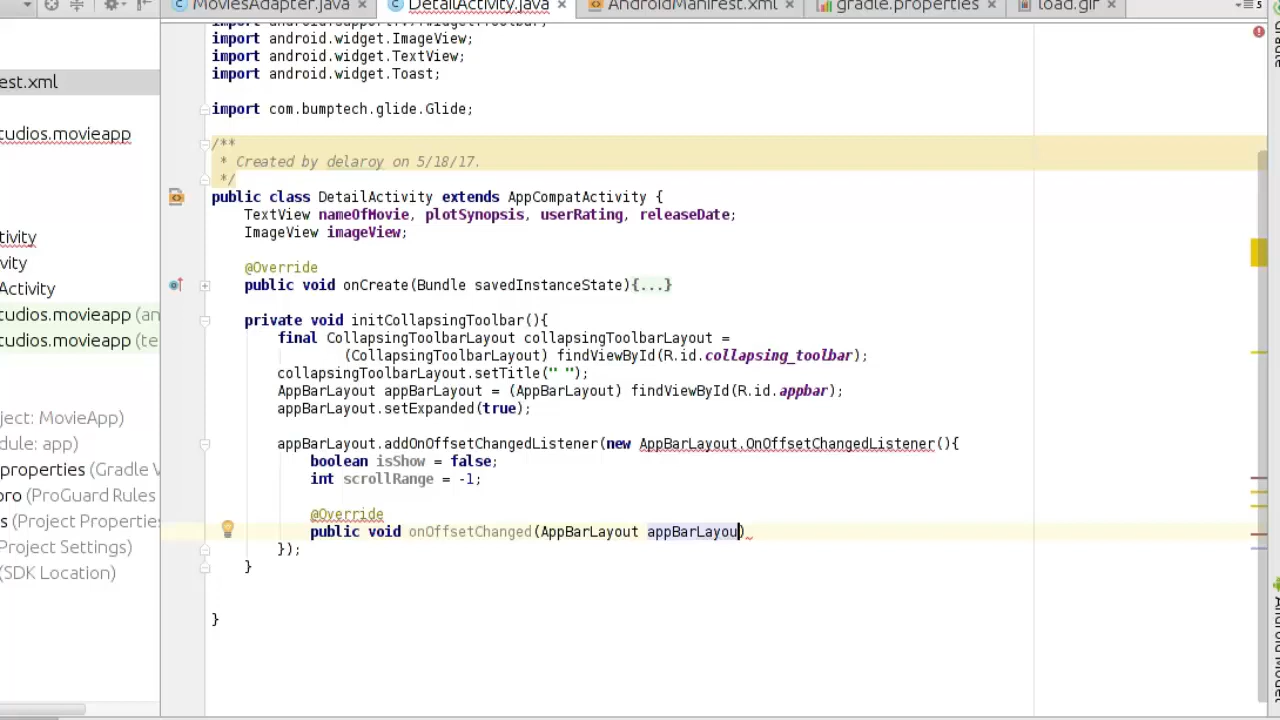 MoviesAdapter.java
DetailActivity.java
AndroidManifest.xml
gradle.properties
load.gif
import android.widget.ImageView;
import android.widget.TextView;
import android.widget.Toast;
import com.bumptech.glide.Glide;
/**
* Created by delaroy on 5/18/17.
*/
public class DetailActivity extends AppCompatActivity {
TextView nameOfMovie, plotSynopsis, userRating, releaseDate;
ImageView imageView;
@Override
public void onCreate(Bundle savedInstanceState){...}
private void initCollapsingToolbar(){
final CollapsingToolbarLayout collapsingToolbarLayout =
(CollapsingToolbarLayout) findViewById(R.id.collapsing_toolbar);
collapsingToolbarLayout.setTitle(" ");
AppBarLayout appBarLayout = (AppBarLayout) findViewById(R.id.appbar);
appBarLayout.setExpanded(true);
appBarLayout.addOnOffsetChangedListener(new AppBarLayout.OnOffsetChangedListener(){
boolean isShow = false;
int scrollRange = -1;
@Override
public void onOffsetChanged(AppBarLayout appBarLayou)
});
}
}
est.xml
tudios.movieapp
tivity
vity
Activity
tudios.movieapp (an
tudios.movieapp (te
ject: MovieApp)
dule: app)
properties (Gradle V
pro (ProGuard Rules
s (Project Properties
Project Settings)
(SDK Location)